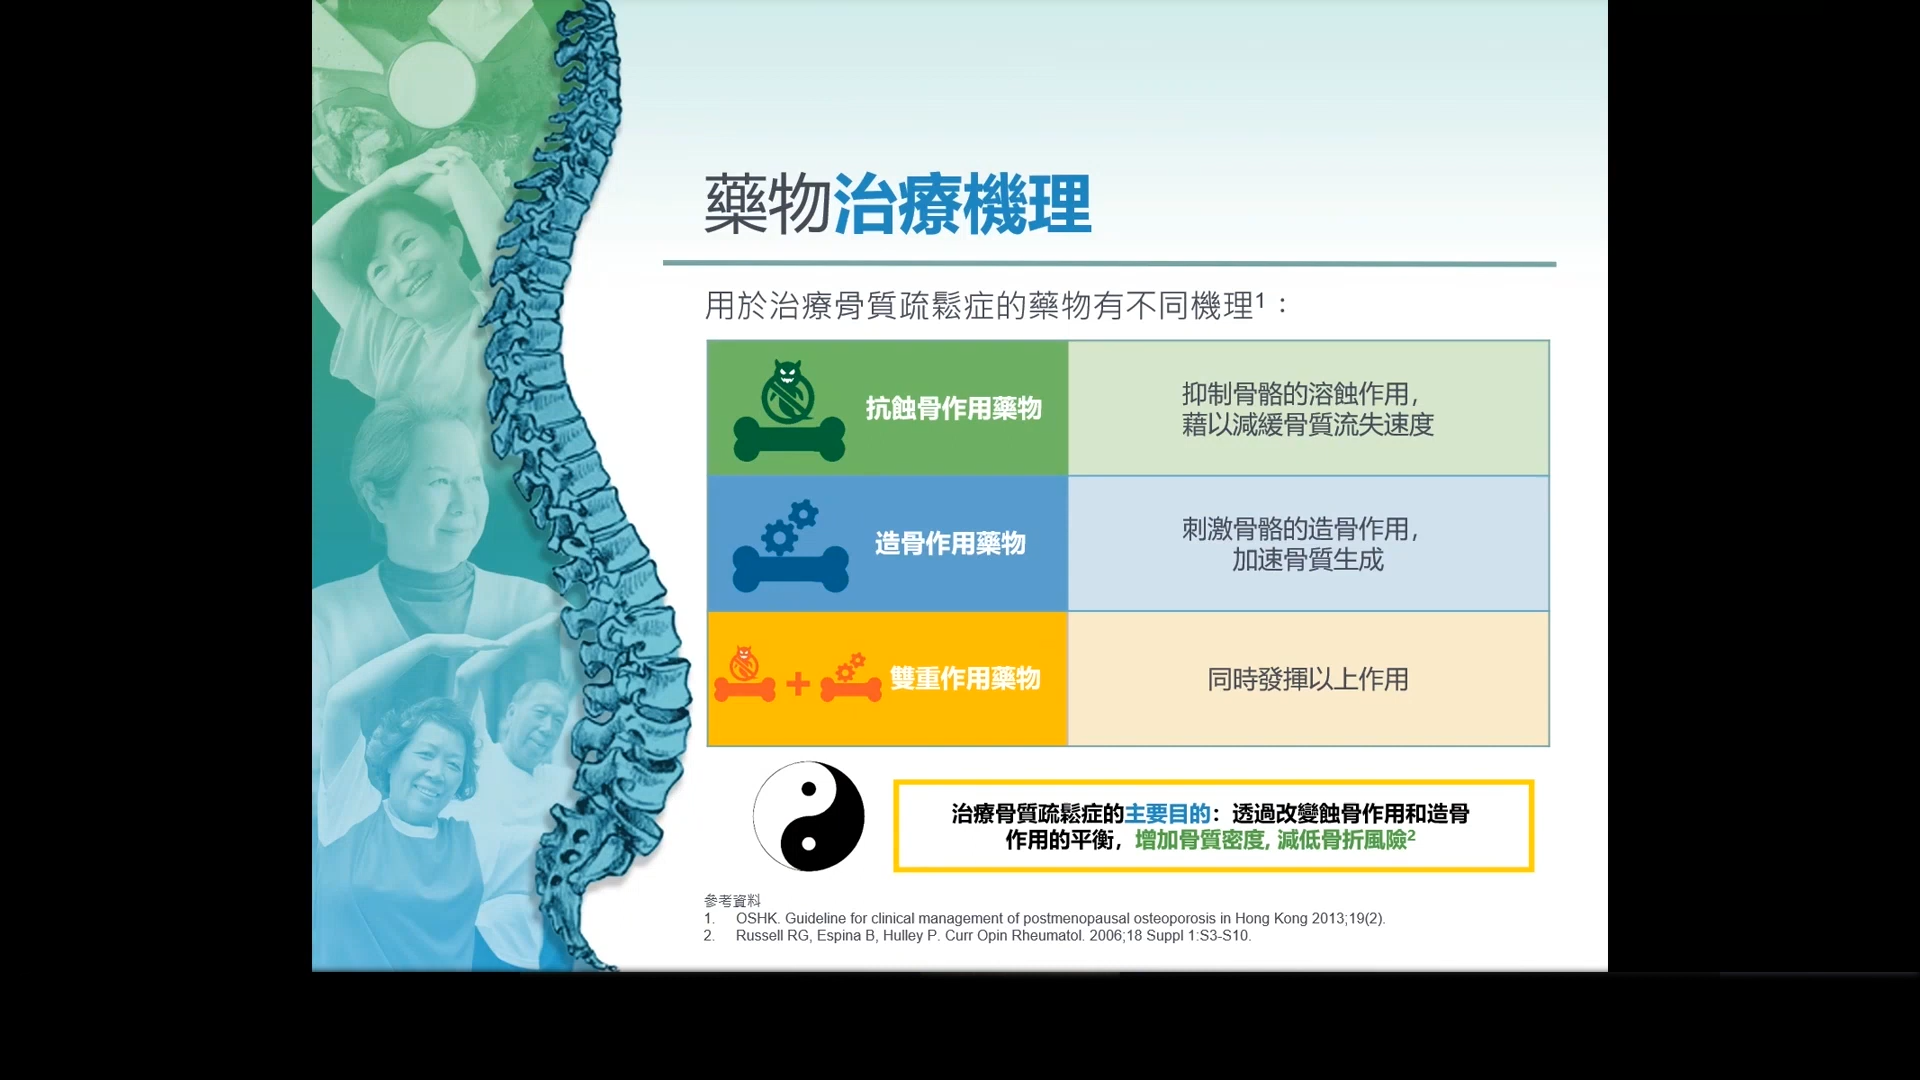 藥物治療機理
用於治療骨質疏鬆症的藥物有不同機理¹：
抗蝕骨作用藥物
抑制骨骼的溶蝕作用，
藉以減緩骨質流失速度
造骨作用藥物
刺激骨骼的造骨作用，
加速骨質生成
雙重作用藥物
同時發揮以上作用
治療骨質疏鬆症的主要目的：透過改變蝕骨作用和造骨
作用的平衡，增加骨質密度, 減低骨折風險²
參考資料
1. OSHK. Guideline for clinical management of postmenopausal osteoporosis in Hong Kong 2013;19(2).
2. Russell RG, Espina B, Hulley P. Curr Opin Rheumatol. 2006;18 Suppl 1:S3-S10.